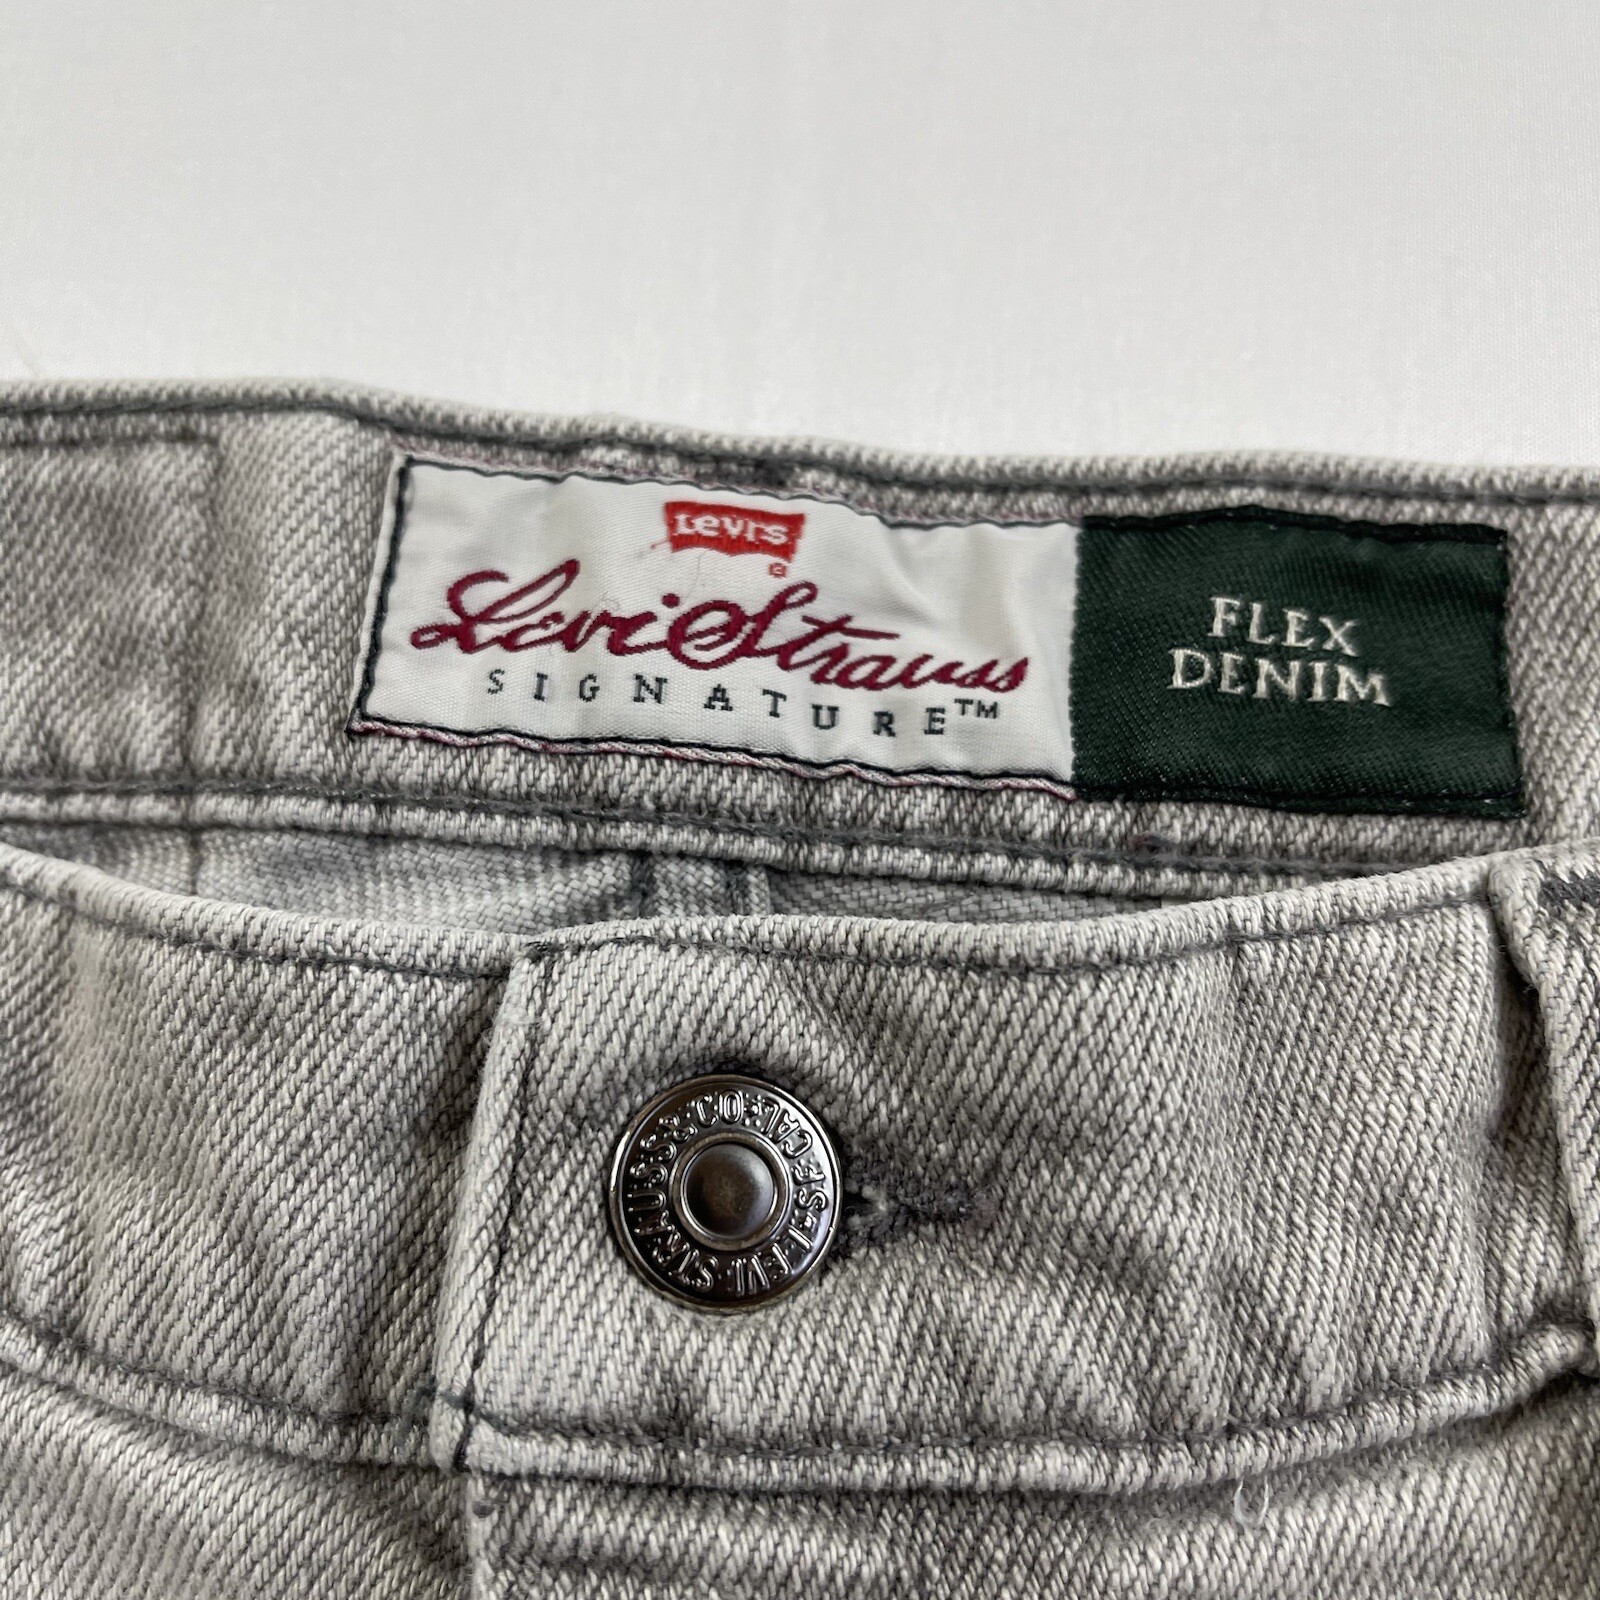 Levi's
®
Levi Strauss
SIGNATURE™
FLEX
DENIM
LEVI STRAUSS & CO. S.F. CAL.